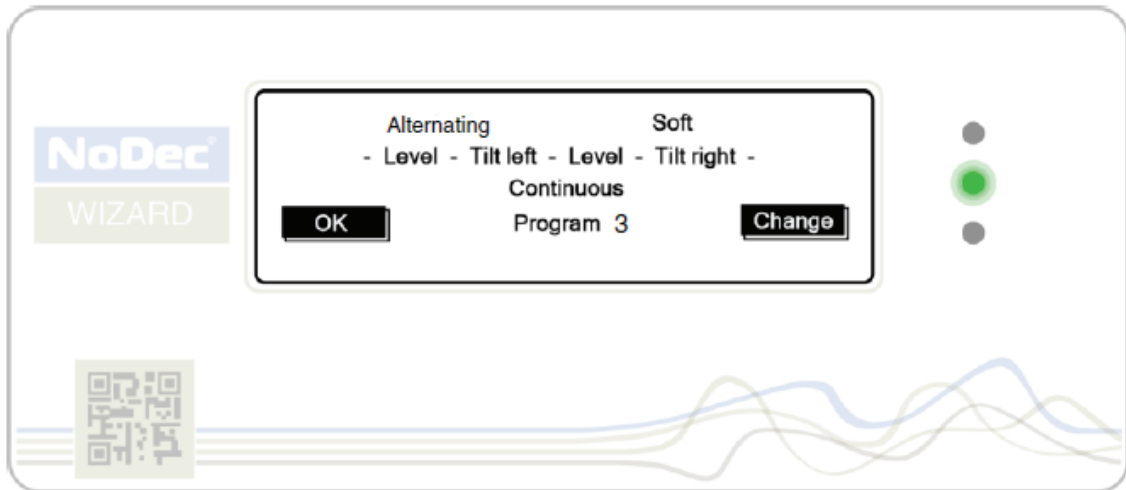 NoDec®
WIZARD
Alternating Soft
- Level - Tilt left - Level - Tilt right -
Continuous
OK Program 3 Change